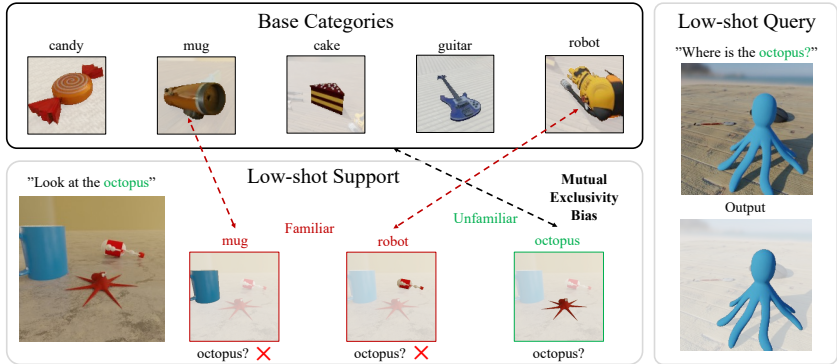 Base Categories
candy
mug
cake
guitar
robot
Low-shot Support
"Look at the octopus"
Familiar
Unfamiliar
Mutual
Exclusivity
Bias
mug
robot
octopus
octopus?
octopus?
octopus?
Low-shot Query
"Where is the octopus?"
Output